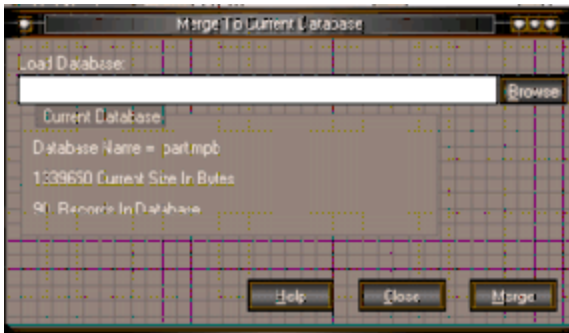 Merge To Current Database
Load Database:
Browse
Current Database
Database Name = part.mpb
Current Size In Bytes
90 Records In Database
Help
Close
Merge